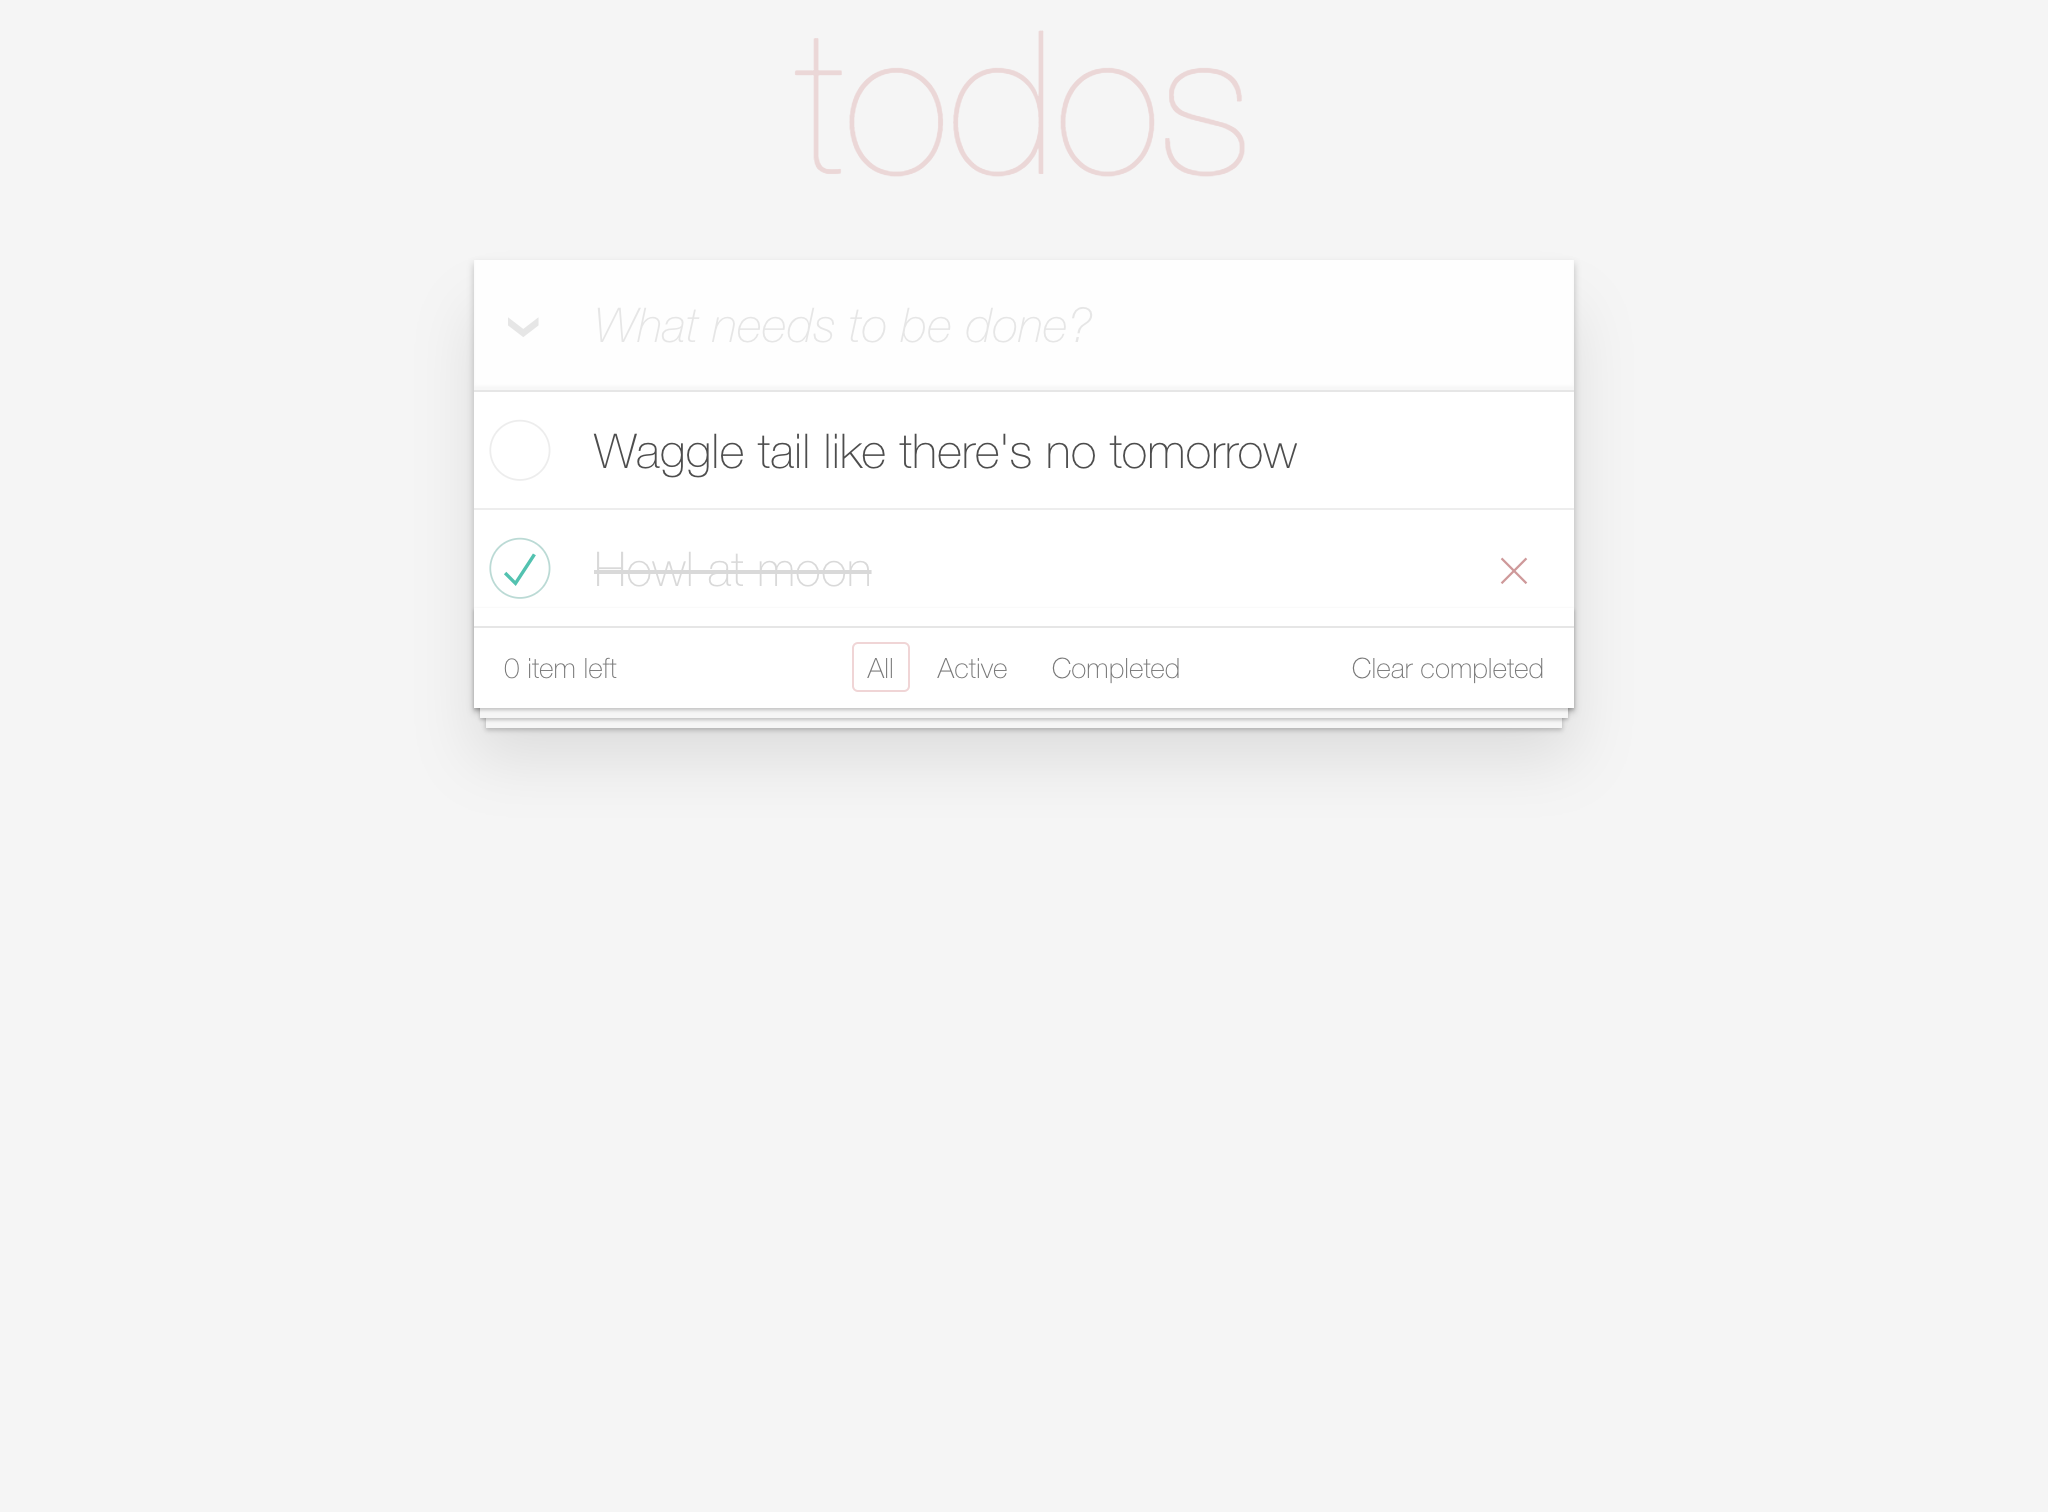 todos
What needs to be done?
Waggle tail like there's no tomorrow
Howl at moon
0 item left All Active Completed Clear completed